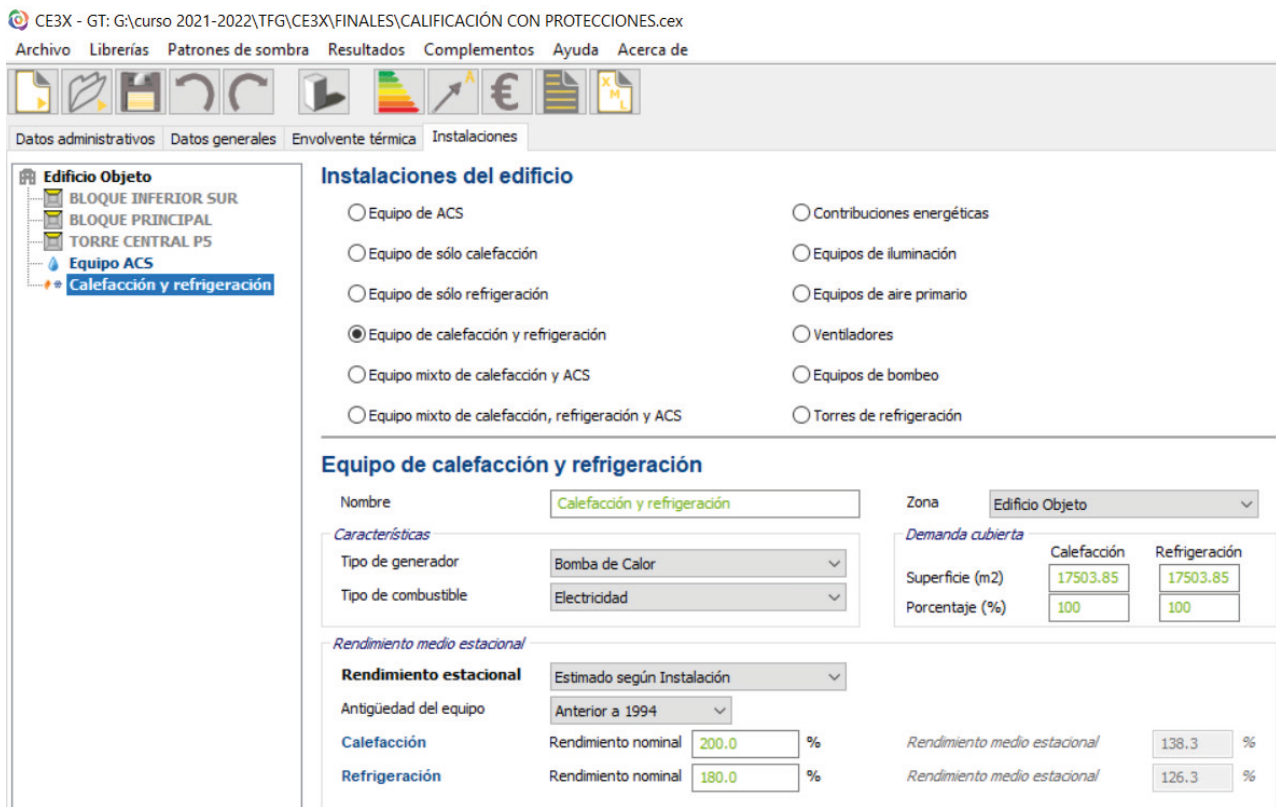 CE3X - GT: G:\curso 2021-2022\TFG\CE3X\FINALES\CALIFICACIÓN CON PROTECCIONES.cex
Archivo Librerías Patrones de sombra Resultados Complementos Ayuda Acerca de
A € XML
Datos administrativos Datos generales Envolvente térmica Instalaciones
Edificio Objeto
BLOQUE INFERIOR SUR
BLOQUE PRINCIPAL
TORRE CENTRAL P5
Equipo ACS
Calefacción y refrigeración
Instalaciones del edificio
Equipo de ACS Contribuciones energéticas
Equipo de sólo calefacción Equipos de iluminación
Equipo de sólo refrigeración Equipos de aire primario
Equipo de calefacción y refrigeración Ventiladores
Equipo mixto de calefacción y ACS Equipos de bombeo
Equipo mixto de calefacción, refrigeración y ACS Torres de refrigeración
Equipo de calefacción y refrigeración
Nombre Calefacción y refrigeración Zona Edificio Objeto
Características Demanda cubierta
Calefacción Refrigeración
Tipo de generador Bomba de Calor Superficie (m2) 17503.85 17503.85
Tipo de combustible Electricidad Porcentaje (%) 100 100
Rendimiento medio estacional
Rendimiento estacional Estimado según Instalación
Antigüedad del equipo Anterior a 1994
Calefacción Rendimiento nominal 200.0 % Rendimiento medio estacional 138.3 %
Refrigeración Rendimiento nominal 180.0 % Rendimiento medio estacional 126.3 %